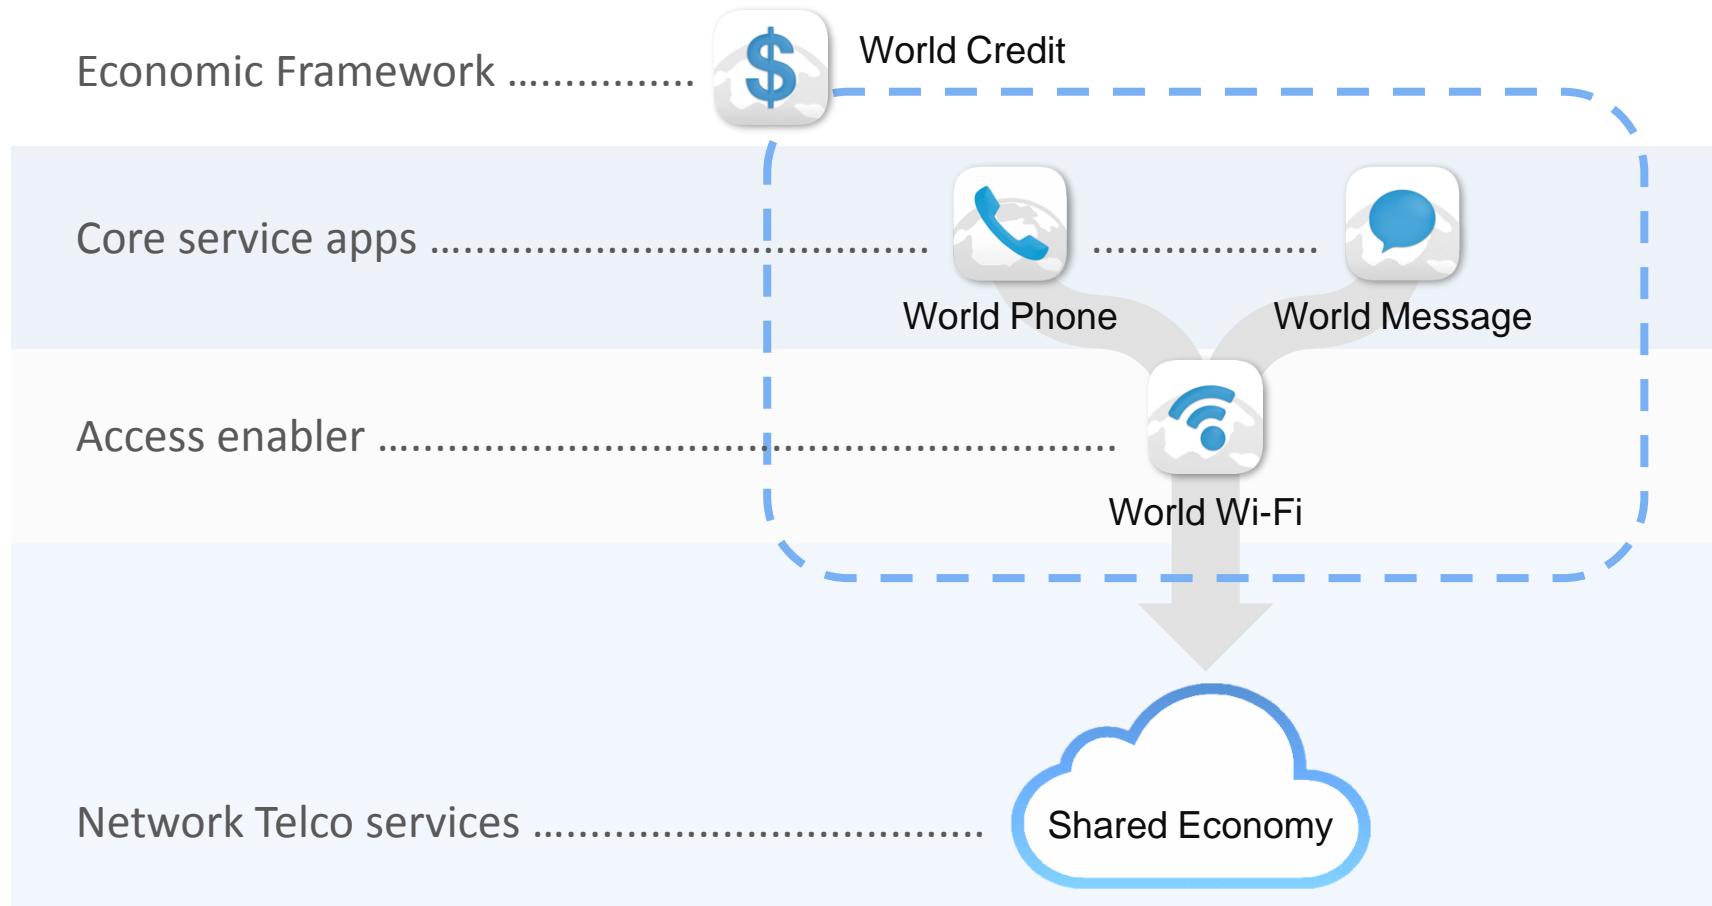 Economic Framework ................
World Credit
Core service apps ..................................... ..................
World Phone
World Message
Access enabler .......................................................
World Wi-Fi
Network Telco services ..................................
Shared Economy